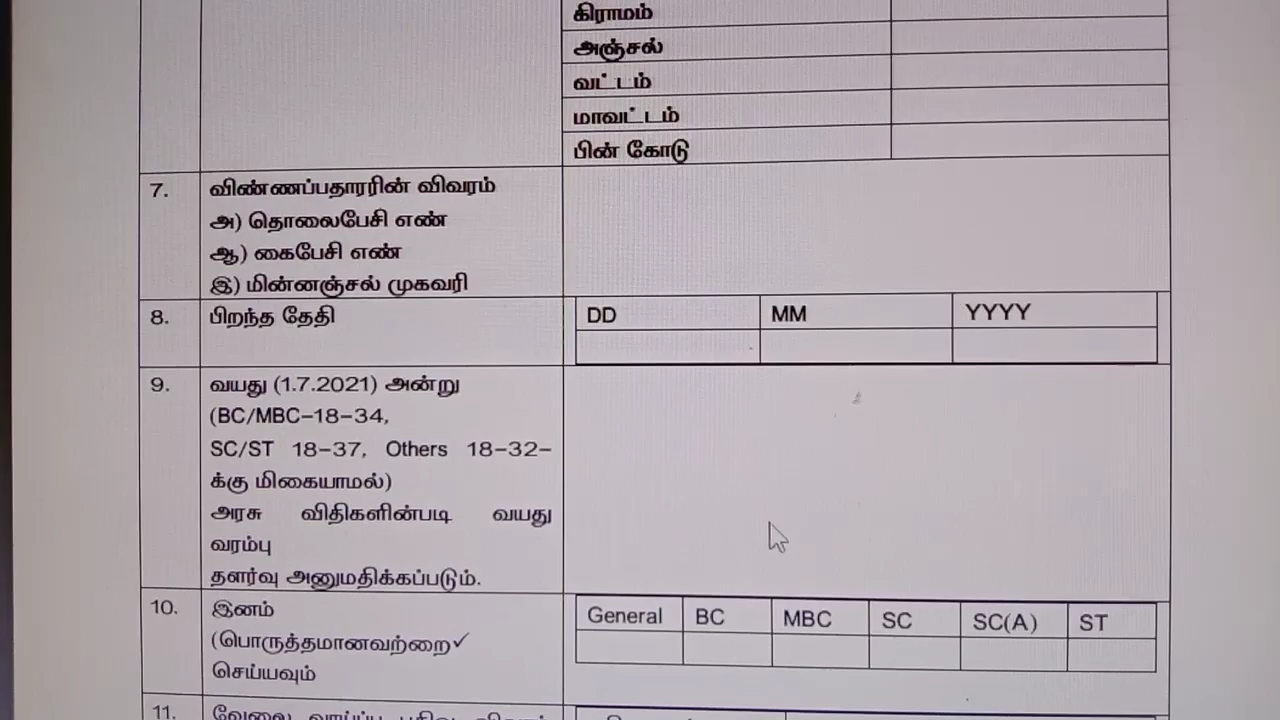 கிராமம்
அஞ்சல்
வட்டம்
மாவட்டம்
பின் கோடு
7. விண்ணப்பதாரரின் விவரம்
அ) தொலைபேசி எண்
ஆ) கைபேசி எண்
இ) மின்னஞ்சல் முகவரி
8. பிறந்த தேதி DD MM YYYY
9. வயது (1.7.2021) அன்று
(BC/MBC-18-34,
SC/ST 18-37, Others 18-32-
க்கு மிகையாமல்)
அரசு விதிகளின்படி வயது
வரம்பு
தளர்வு அனுமதிக்கப்படும்.
10. இனம் General BC MBC SC SC(A) ST
(பொருத்தமானவற்றை✓
செய்யவும்
11. வேலை வாய்ப்பு பதிவு